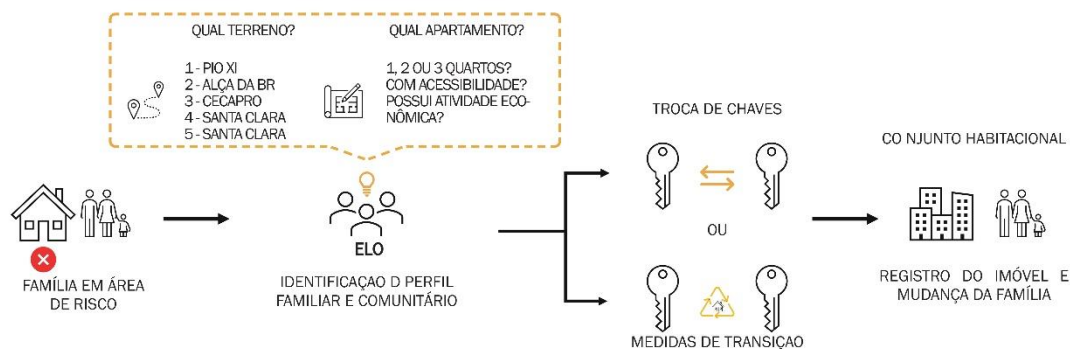 QUAL TERRENO?
1 - PIO XI
2 - ALÇA DA BR
3 - CECAPRO
4 - SANTA CLARA
5 - SANTA CLARA
QUAL APARTAMENTO?
1, 2 OU 3 QUARTOS?
COM ACESSIBILIDADE?
POSSUI ATIVIDADE ECO-
NÔMICA?
FAMÍLIA EM ÁREA
DE RISCO
ELO
IDENTIFICAÇAO D PERFIL
FAMILIAR E COMUNITÁRIO
TROCA DE CHAVES
OU
MEDIDAS DE TRANSIÇAO
CO NJUNTO HABITACIONAL
REGISTRO DO IMÓVEL E
MUDANÇA DA FAMÍLIA